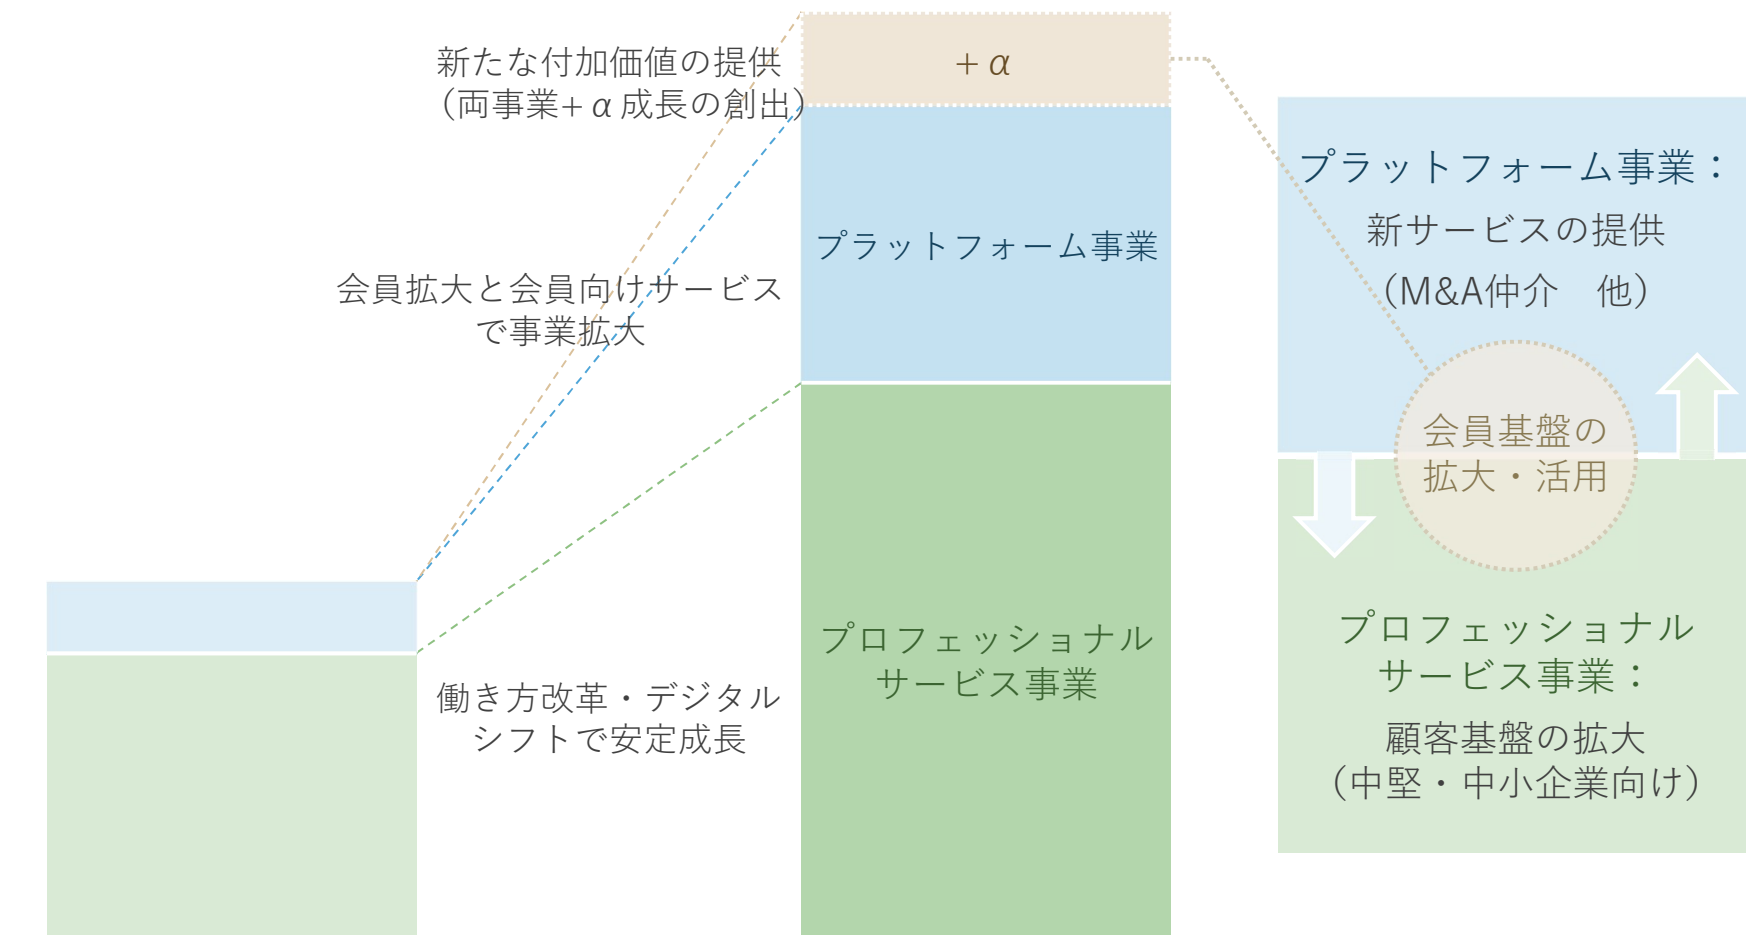 新たな付加価値の提供
（両事業+α成長の創出）
会員拡大と会員向けサービス
で事業拡大
働き方改革・デジタル
シフトで安定成長
+α
プラットフォーム事業
プロフェッショナル
サービス事業
プラットフォーム事業：
新サービスの提供
（M&A仲介　他）
会員基盤の
拡大・活用
プロフェッショナル
サービス事業：
顧客基盤の拡大
（中堅・中小企業向け）